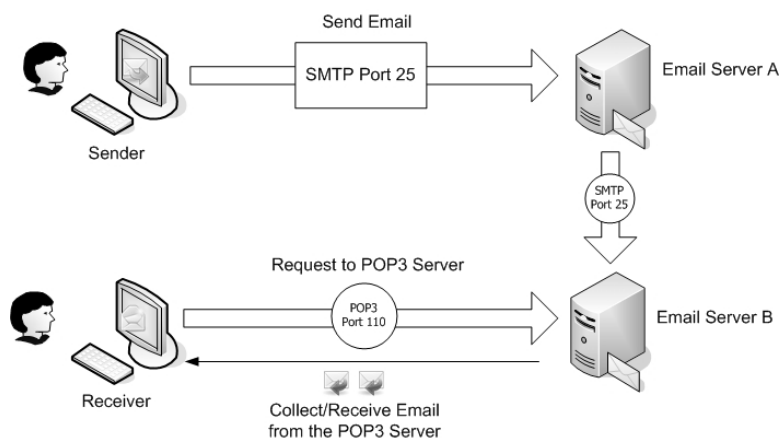 Send Email
SMTP Port 25
Email Server A
Sender
SMTP
Port 25
Request to POP3 Server
POP3
Port 110
Email Server B
Receiver
Collect/Receive Email
from the POP3 Server